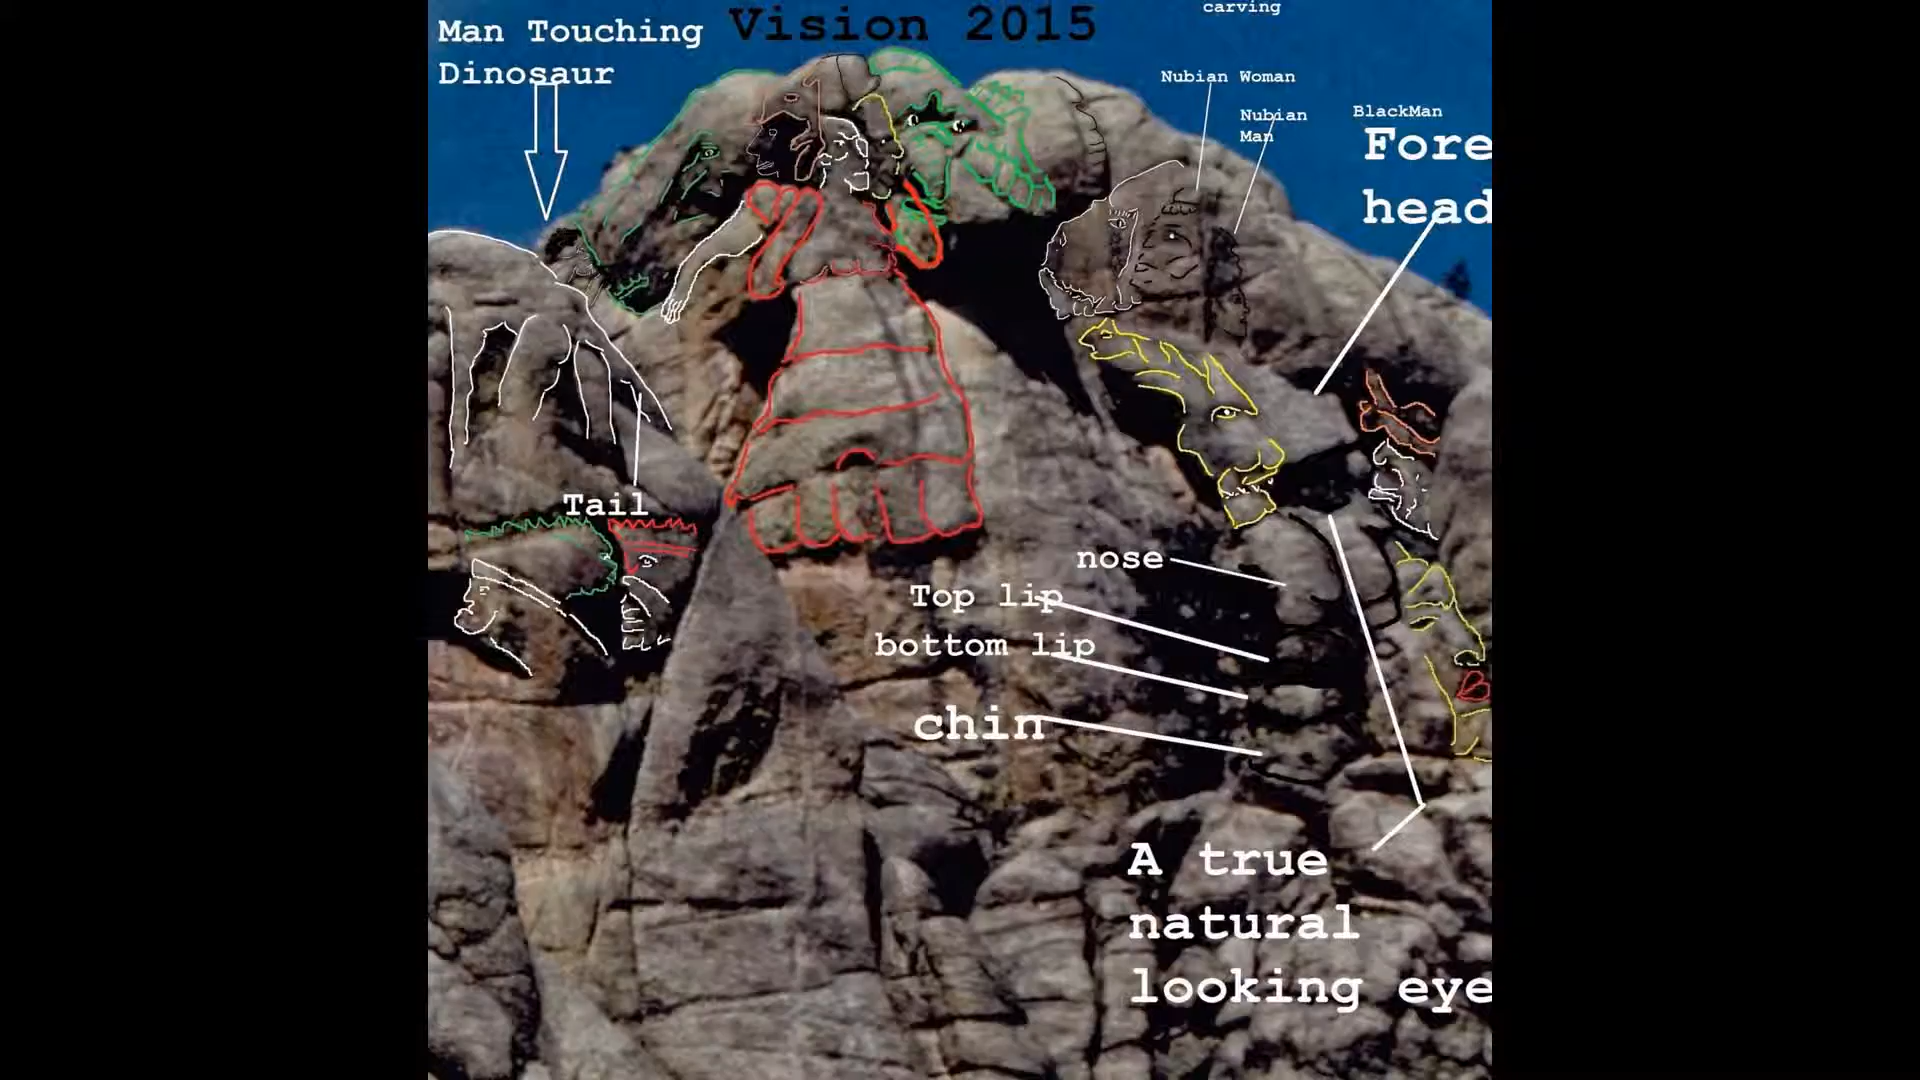 carving
Man Touching
Dinosaur
Vision 2015
Nubian Woman
Nubian
Man
BlackMan
Fore
head
Tail
nose
Top lip
bottom lip
chin
A true
natural
looking eye